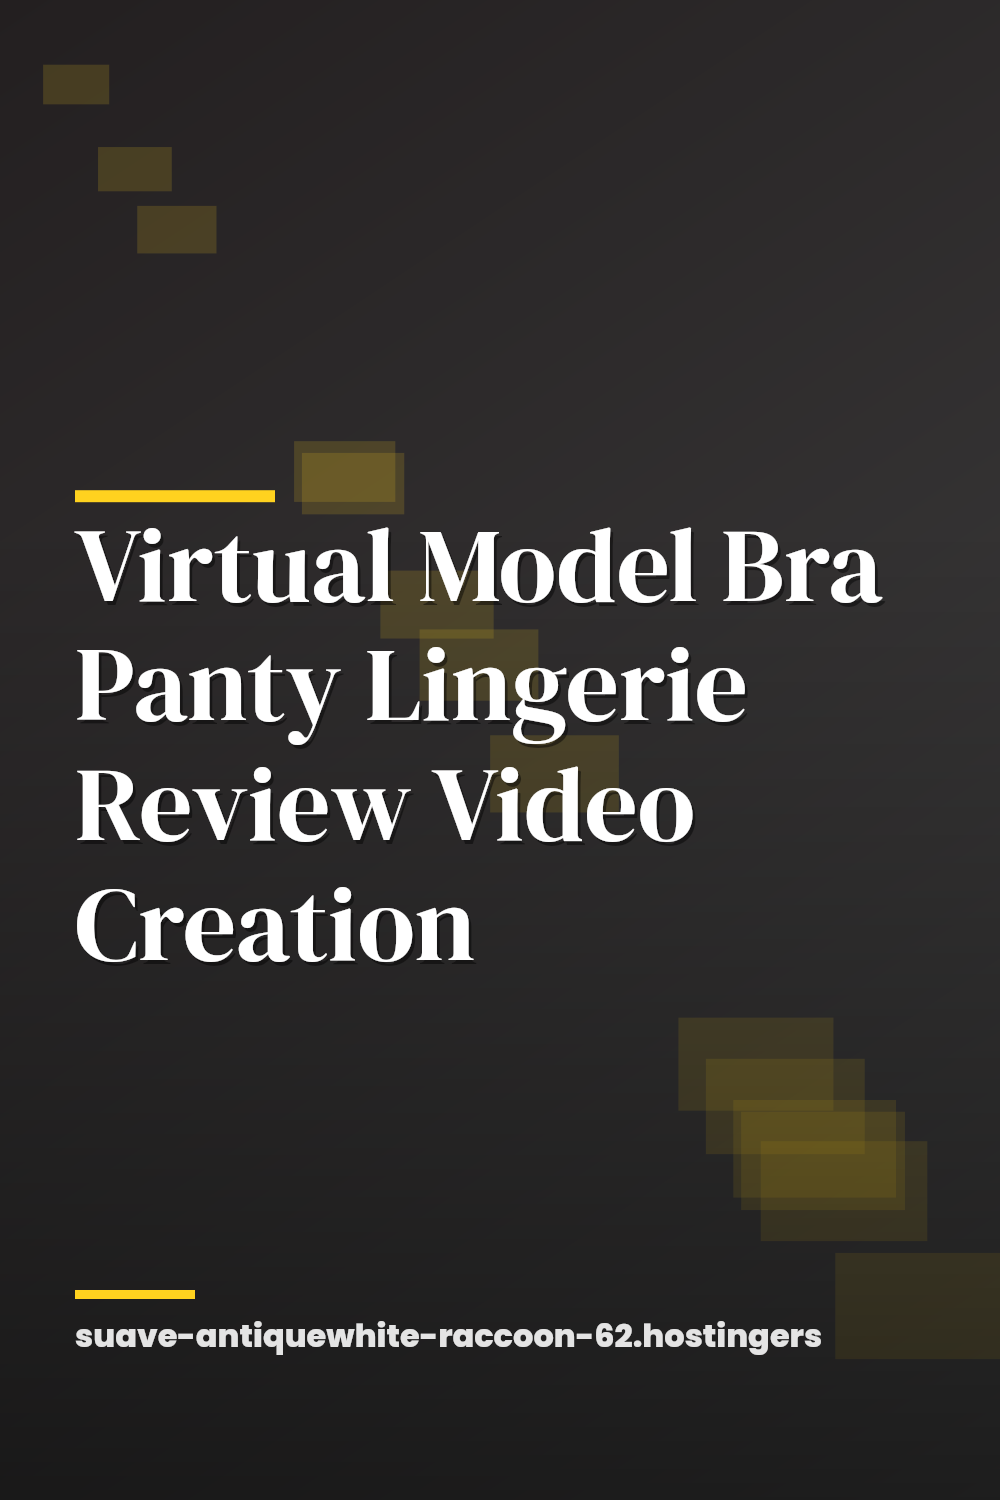 Virtual Model Bra
Panty Lingerie
Review Video
Creation
suave-antiquewhite-raccoon-62.hostingers